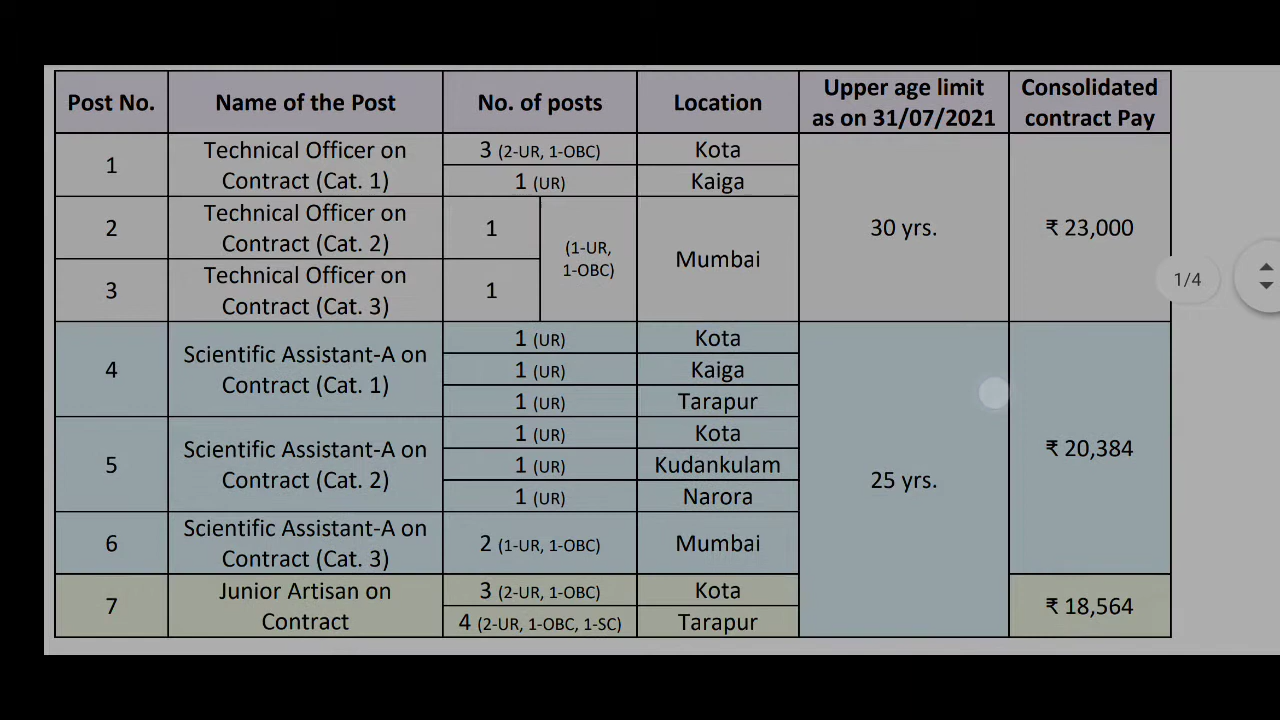 Post No. Name of the Post No. of posts Location Upper age limit as on 31/07/2021 Consolidated contract Pay
1 Technical Officer on Contract (Cat. 1) 3 (2-UR, 1-OBC) Kota 30 yrs. ₹ 23,000
1 (UR) Kaiga
2 Technical Officer on Contract (Cat. 2) 1 (1-UR, 1-OBC) Mumbai
3 Technical Officer on Contract (Cat. 3) 1
1/4
4 Scientific Assistant-A on Contract (Cat. 1) 1 (UR) Kota 25 yrs. ₹ 20,384
1 (UR) Kaiga
1 (UR) Tarapur
5 Scientific Assistant-A on Contract (Cat. 2) 1 (UR) Kota
1 (UR) Kudankulam
1 (UR) Narora
6 Scientific Assistant-A on Contract (Cat. 3) 2 (1-UR, 1-OBC) Mumbai
7 Junior Artisan on Contract 3 (2-UR, 1-OBC) Kota ₹ 18,564
4 (2-UR, 1-OBC, 1-SC) Tarapur